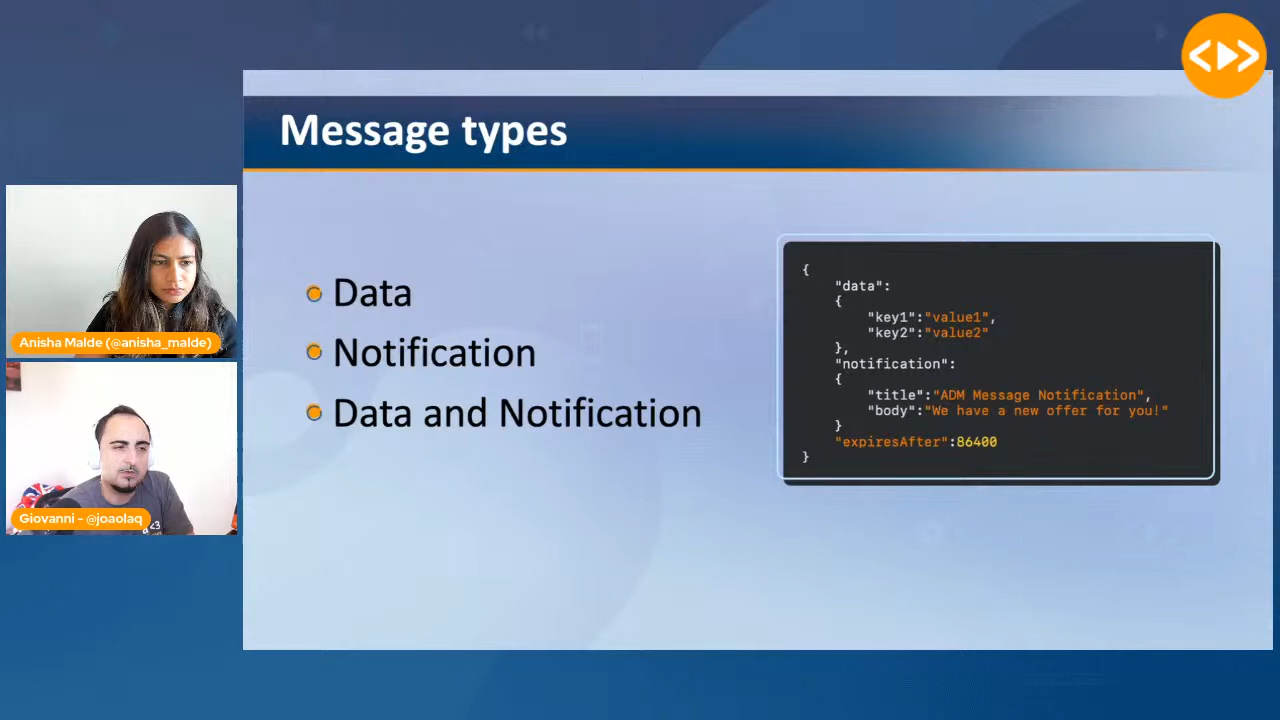 Message types
Data
Notification
Data and Notification
{
"data":
{
"key1":"value1",
"key2":"value2"
},
"notification":
{
"title":"ADM Message Notification",
"body":"We have a new offer for you!"
}
"expiresAfter":86400
}
Anisha Malde (@anisha_malde)
Giovanni - @joaolaq